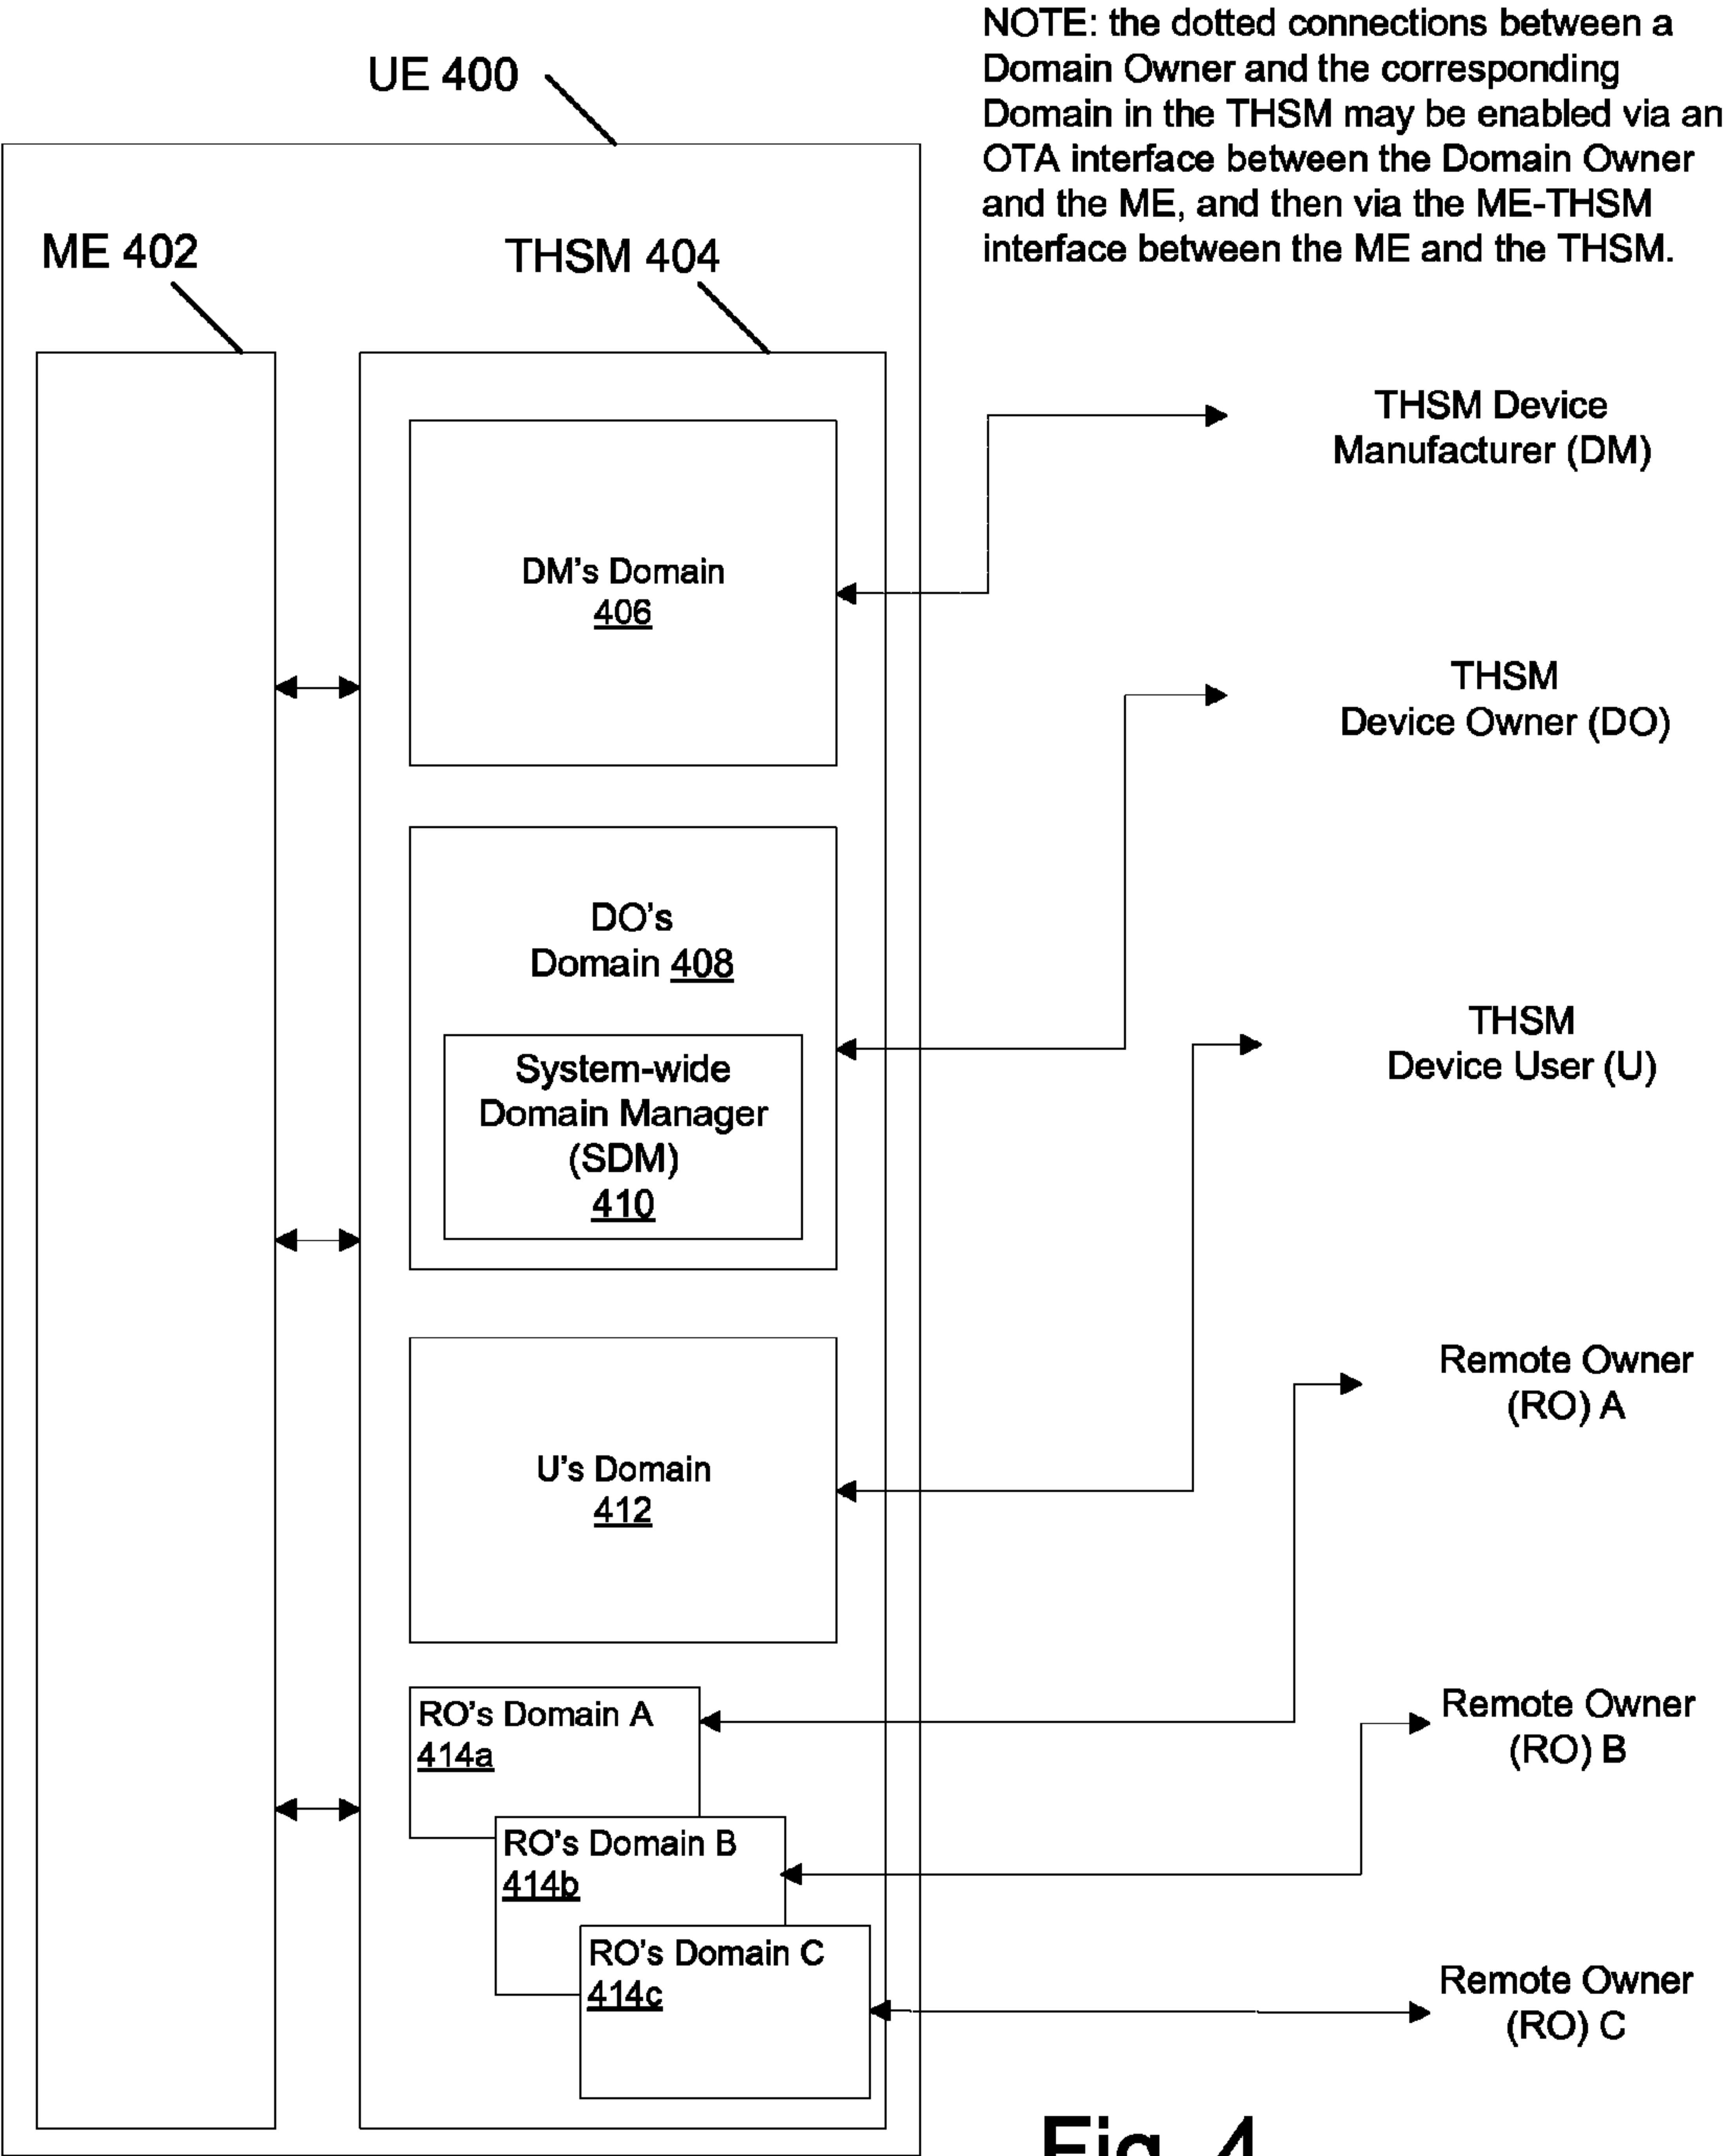 NOTE: the dotted connections between a
Domain Owner and the corresponding
Domain in the THSM may be enabled via an
OTA interface between the Domain Owner
and the ME, and then via the ME-THSM
interface between the ME and the THSM.
UE 400
ME 402
THSM 404
DM's Domain
406
DO's
Domain 408
System-wide
Domain Manager
(SDM)
410
U's Domain
412
RO's Domain A
414a
RO's Domain B
414b
RO's Domain C
414c
THSM Device
Manufacturer (DM)
THSM
Device Owner (DO)
THSM
Device User (U)
Remote Owner
(RO) A
Remote Owner
(RO) B
Remote Owner
(RO) C
Fig. 4